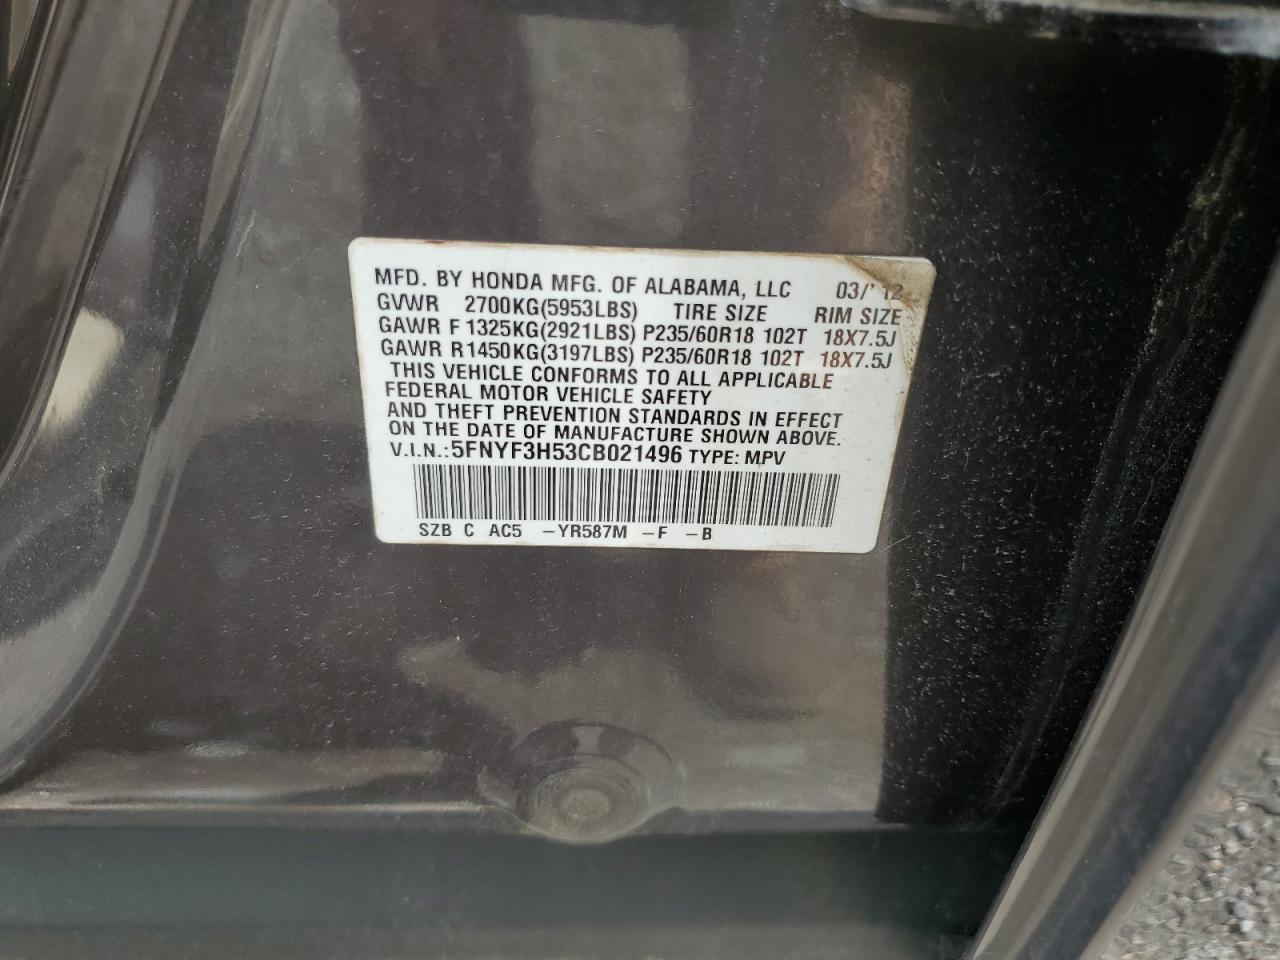 MFD. BY HONDA MFG. OF ALABAMA, LLC 03/'12
GVWR 2700KG(5953LBS) TIRE SIZE RIM SIZE
GAWR F 1325KG(2921LBS) P235/60R18 102T 18X7.5J
GAWR R1450KG(3197LBS) P235/60R18 102T 18X7.5J
THIS VEHICLE CONFORMS TO ALL APPLICABLE
FEDERAL MOTOR VEHICLE SAFETY
AND THEFT PREVENTION STANDARDS IN EFFECT
ON THE DATE OF MANUFACTURE SHOWN ABOVE.
V.I.N.:5FNYF3H53CB021496 TYPE: MPV
SZB C AC5 -YR587M -F -B